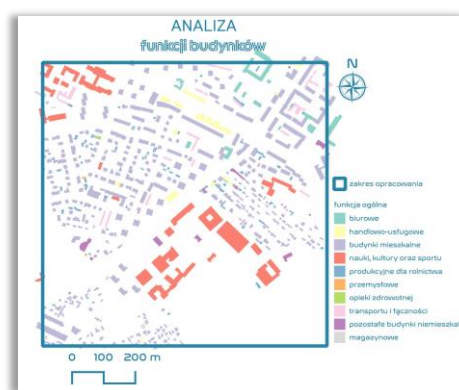 ANALIZA
funkcji budynków
N
zakres opracowania
funkcja ogólna
biurowe
handlowo-usługowe
budynki mieszkalne
nauki, kultury oraz sportu
produkcyjne dla rolnictwa
przemysłowe
opieki zdrowotnej
transportu i łączności
pozostałe budynki niemieszkal
magazynowe
0 100 200 m